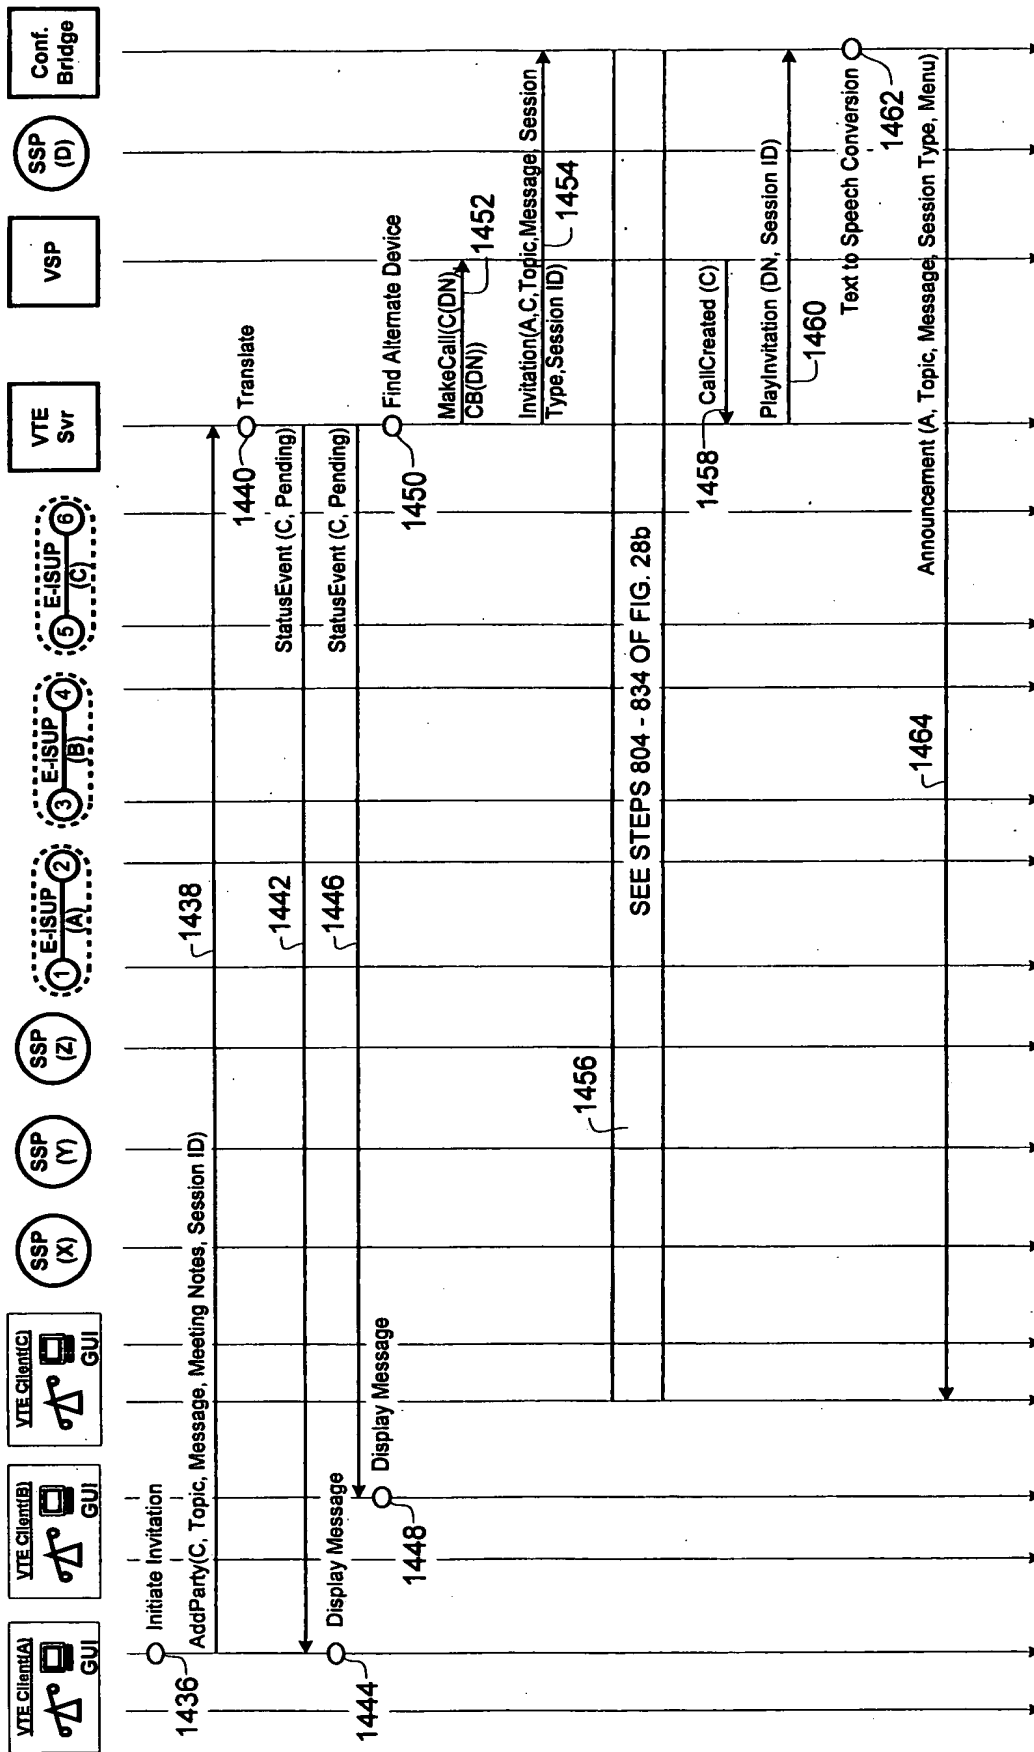 VTE Client(A)
GUI
VTE Client(B)
GUI
VTE Client(C)
GUI
SSP
(X)
SSP
(Y)
SSP
(Z)
1
E-ISUP
(A)
2
3
E-ISUP
(B)
4
5
E-ISUP
(C)
6
VTE
Svr
VSP
SSP
(D)
Conf.
Bridge
Initiate Invitation
1436
AddParty(C, Topic, Message, Meeting Notes, Session ID)
1438
Translate
1440
StatusEvent (C, Pending)
1442
Display Message
1444
StatusEvent (C, Pending)
1446
Display Message
1448
Find Alternate Device
1450
MakeCall(C(DN)
CB(DN))
1452
Invitation(A,C,Topic,Message, Session
Type,Session ID)
1454
SEE STEPS 804 - 834 OF FIG. 28b
1456
CallCreated (C)
1458
PlayInvitation (DN, Session ID)
1460
Text to Speech Conversion
1462
Announcement (A, Topic, Message, Session Type, Menu)
1464